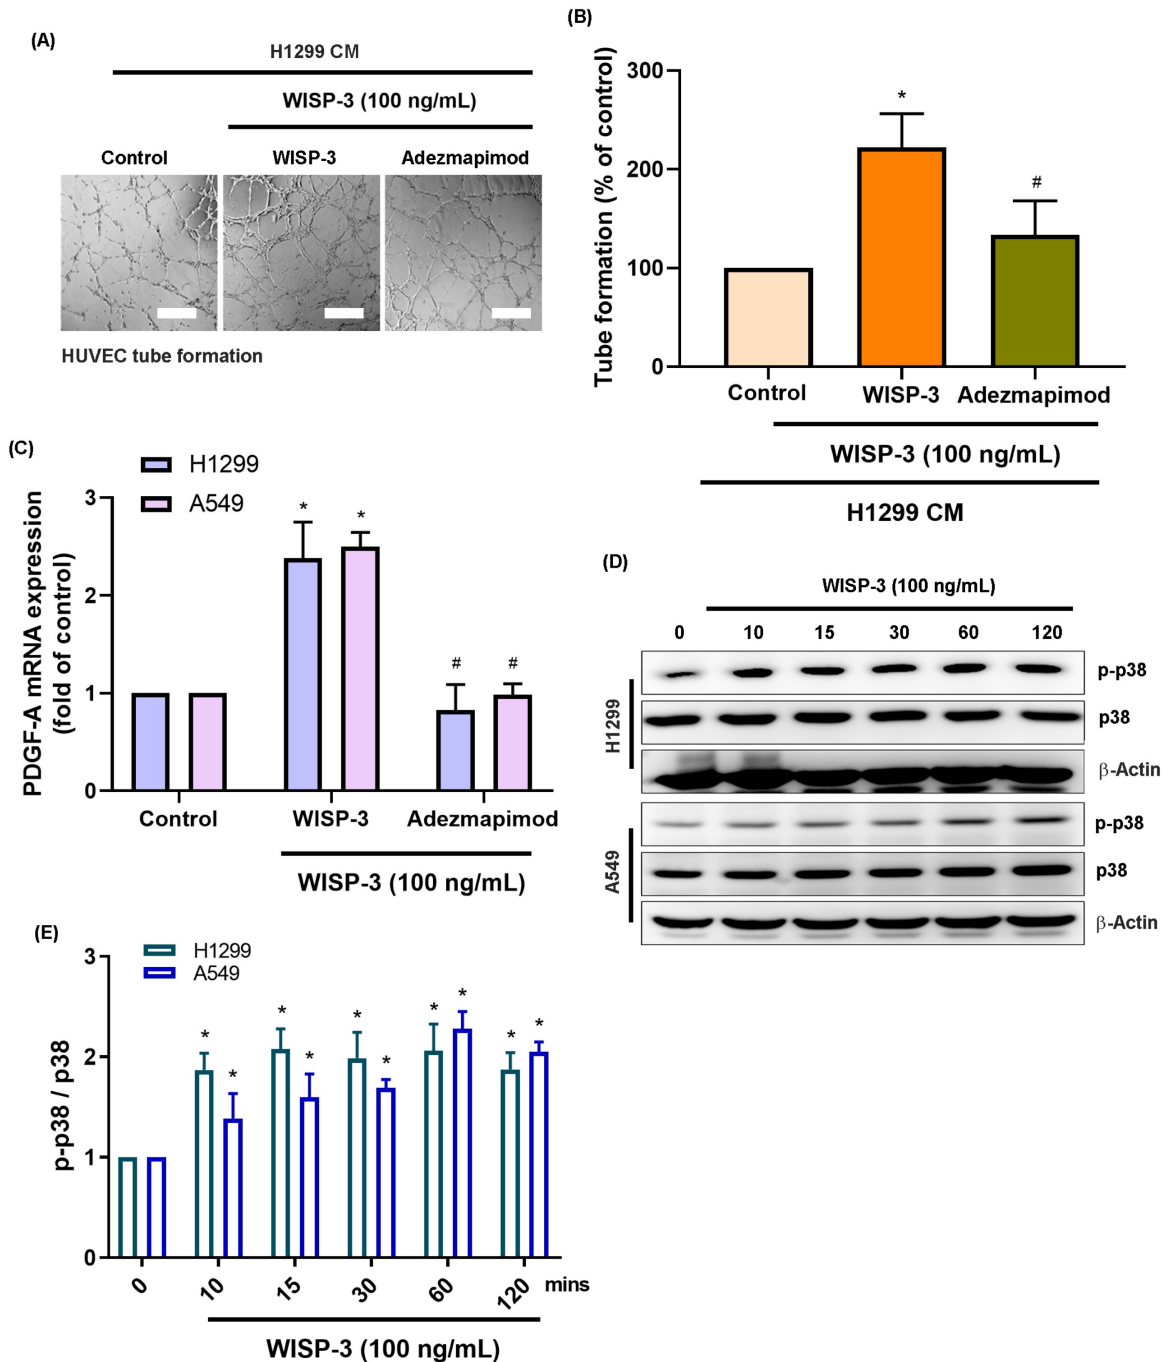 (A)
H1299 CM
WISP-3 (100 ng/mL)
Control WISP-3 Adezmapimod
HUVEC tube formation
(B)
Tube formation (% of control)
300
200
100
0
Control WISP-3 Adezmapimod
WISP-3 (100 ng/mL)
H1299 CM
(C)
H1299
A549
PDGF-A mRNA expression
(fold of control)
3
2
1
0
* *
# #
Control WISP-3 Adezmapimod
WISP-3 (100 ng/mL)
*
#
(D)
WISP-3 (100 ng/mL)
0 10 15 30 60 120
H1299
p-p38
p38
β-Actin
A549
p-p38
p38
β-Actin
(E)
H1299
A549
p-p38 / p38
3
2
1
0
* * * * * * * * * *
0 10 15 30 60 120 mins
WISP-3 (100 ng/mL)